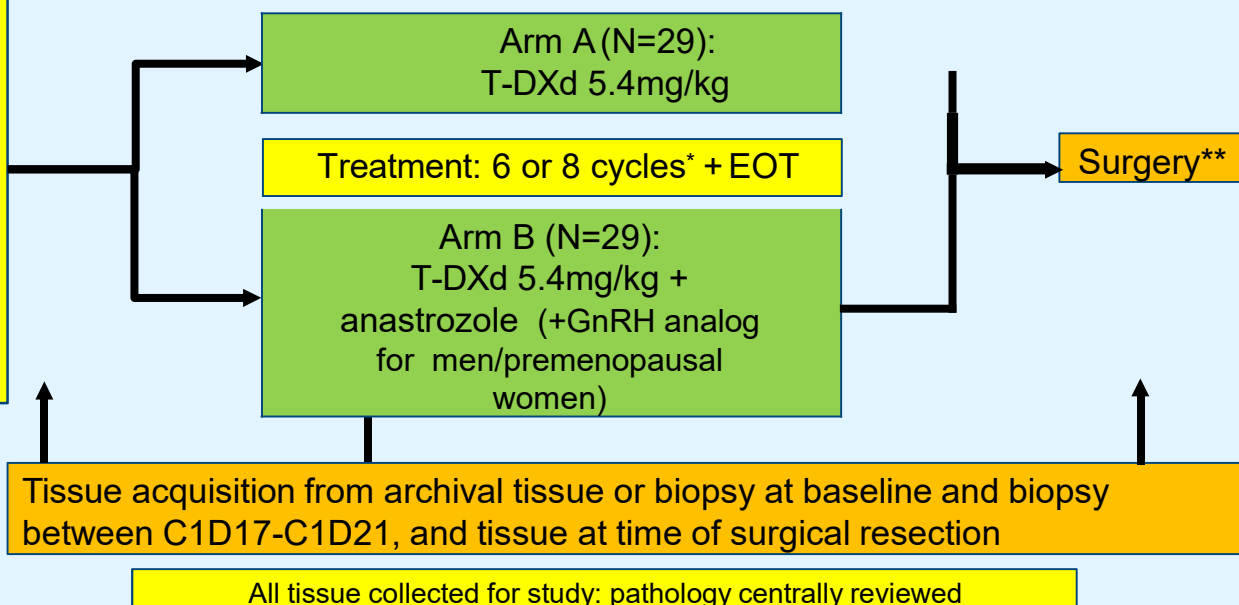 Arm A (N=29):
T-DXd 5.4mg/kg
Treatment: 6 or 8 cycles* + EOT
Surgery**
Arm B (N=29):
T-DXd 5.4mg/kg +
anastrozole (+GnRH analog
for men/premenopausal
women)
Tissue acquisition from archival tissue or biopsy at baseline and biopsy
between C1D17-C1D21, and tissue at time of surgical resection
All tissue collected for study: pathology centrally reviewed